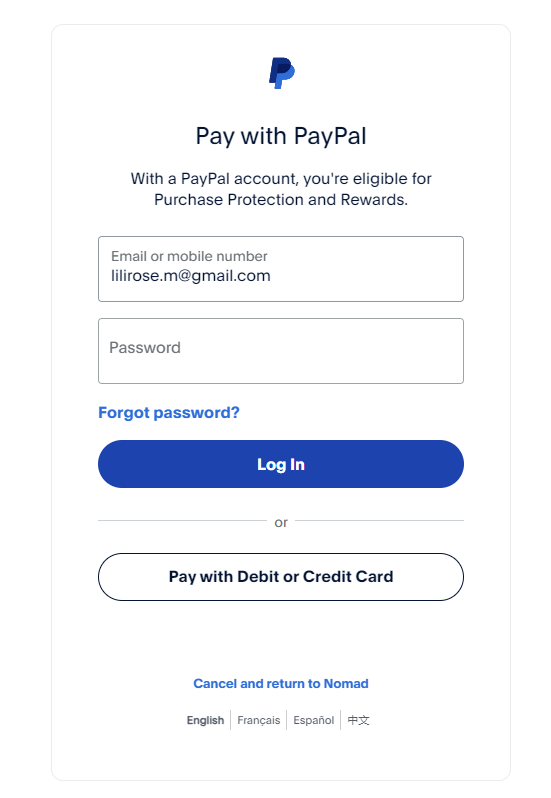 Pay with PayPal
With a PayPal account, you're eligible for
Purchase Protection and Rewards.
Email or mobile number
lilirose.m@gmail.com
Password
Forgot password?
Log In
or
Pay with Debit or Credit Card
Cancel and return to Nomad
English Français Español 中文